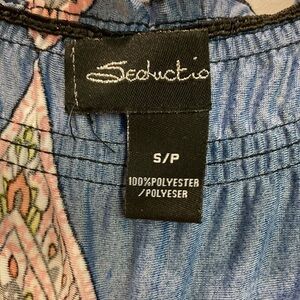 Seductio
S/P
100%POLYESTER
/POLYESER